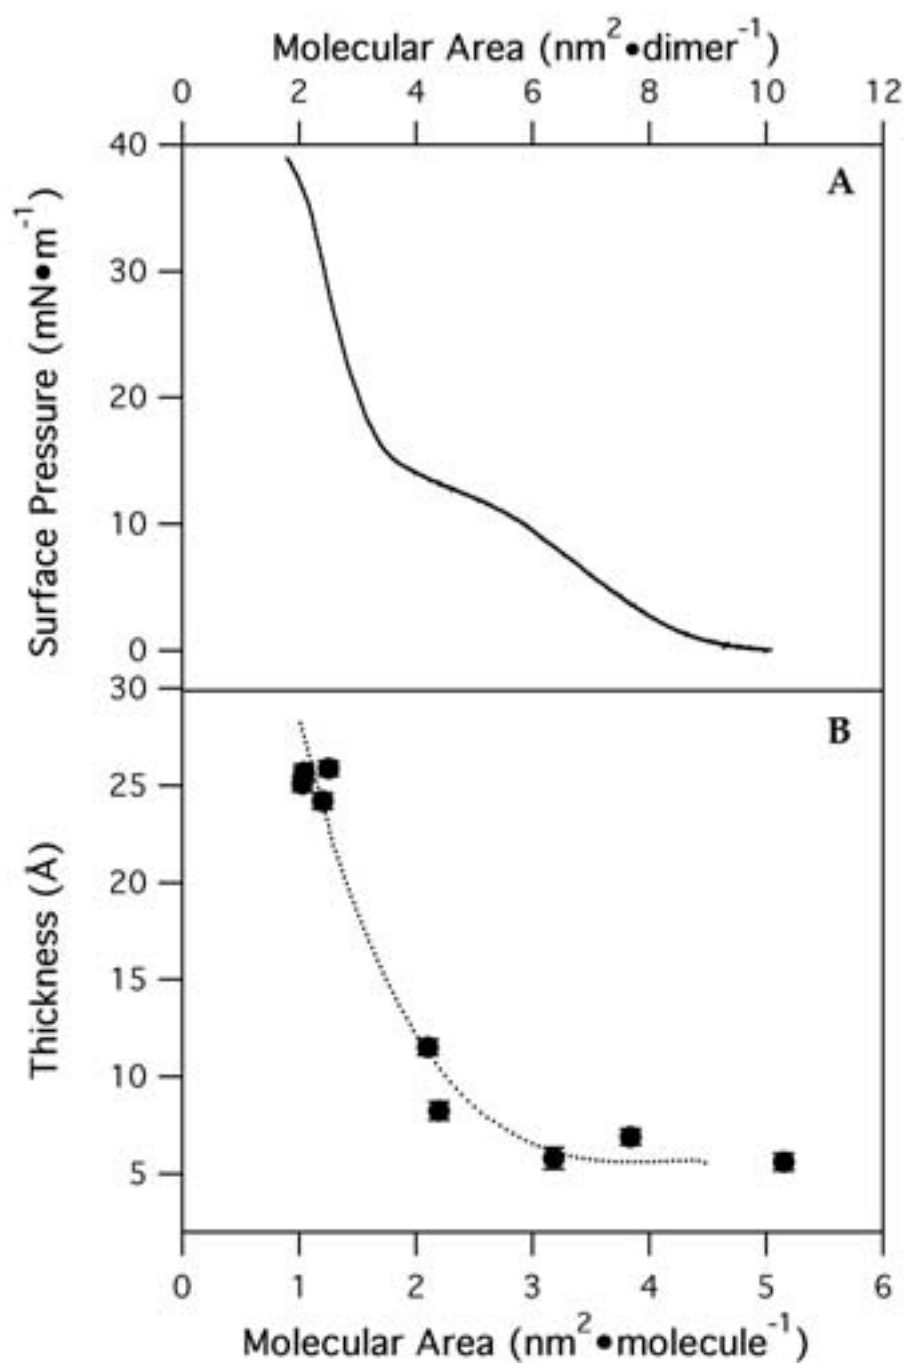 Molecular Area (nm²•dimer⁻¹)
0 2 4 6 8 10 12
A
Surface Pressure (mN•m⁻¹)
40
30
20
10
0
B
Thickness (Å)
30
25
20
15
10
5
0 1 2 3 4 5 6
Molecular Area (nm²•molecule⁻¹)